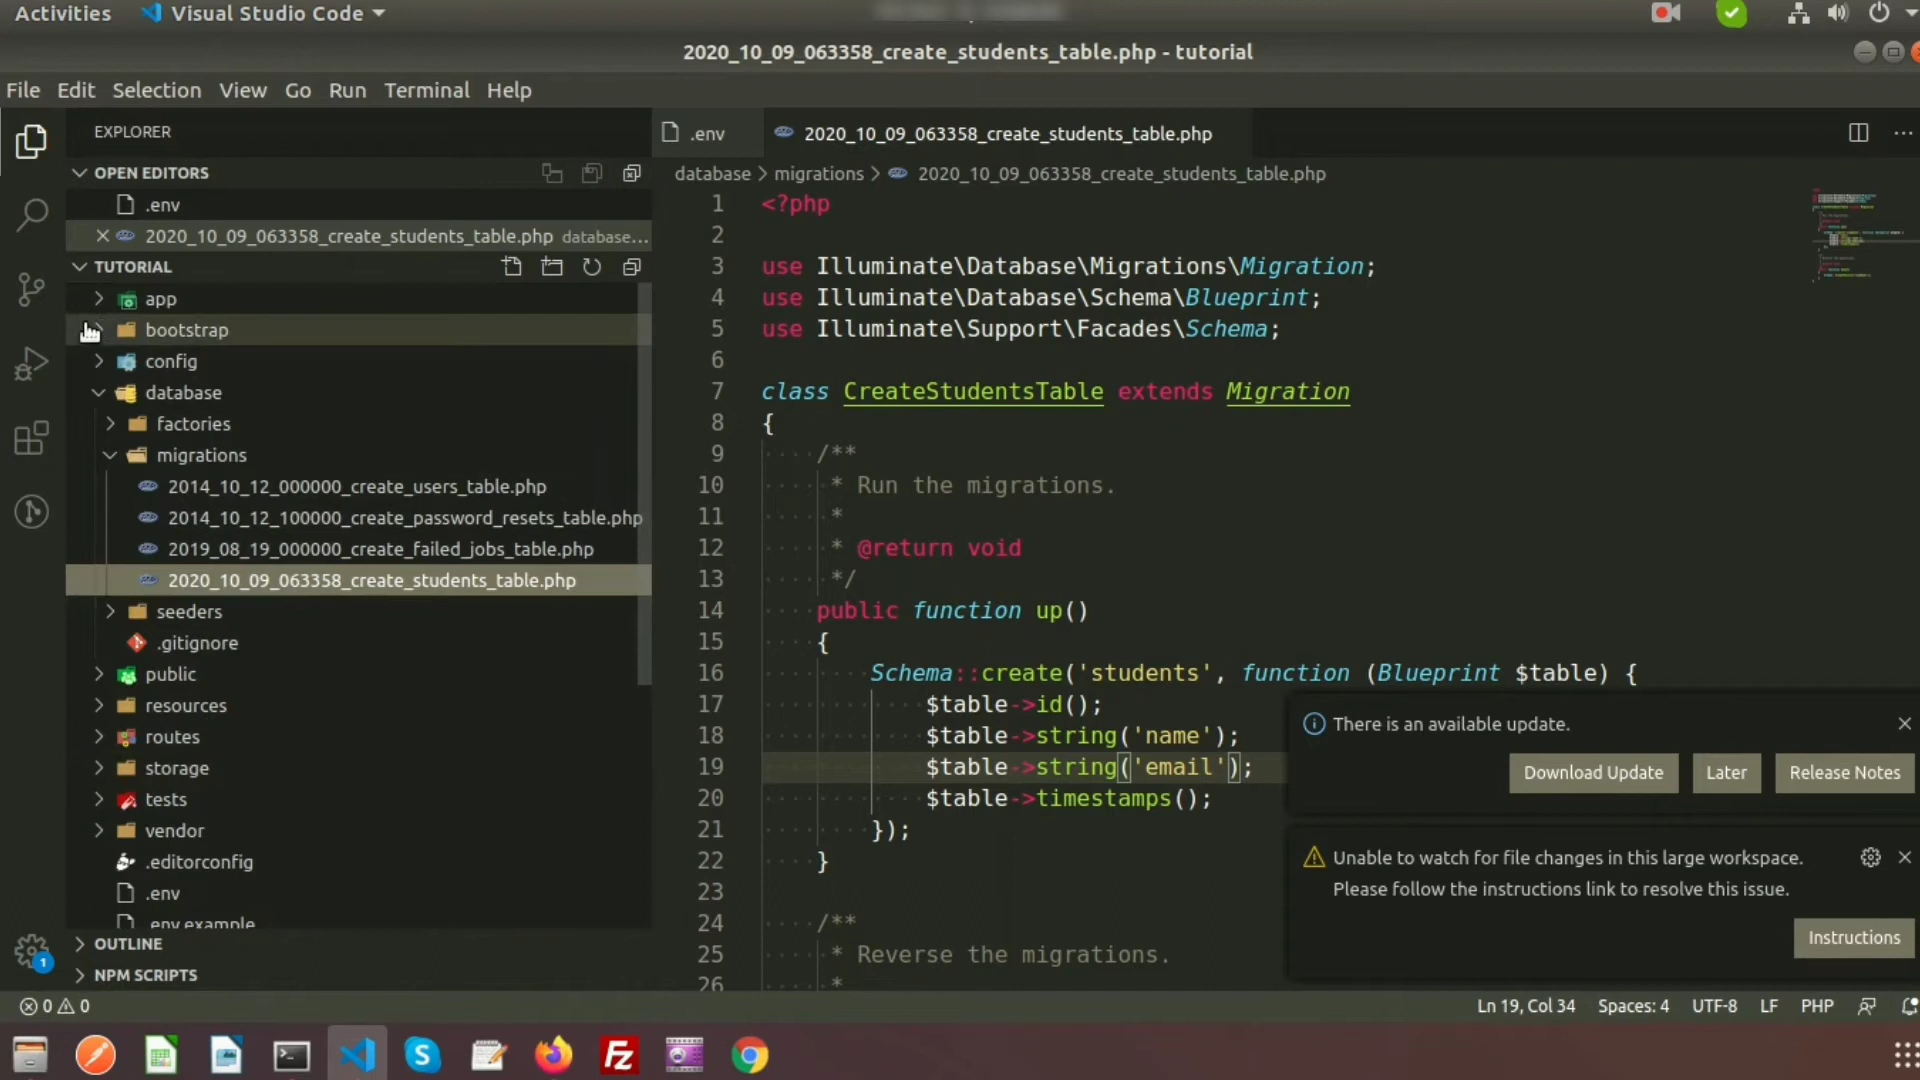 Activities
Visual Studio Code
2020_10_09_063358_create_students_table.php - tutorial
File Edit Selection View Go Run Terminal Help
EXPLORER
OPEN EDITORS
.env
2020_10_09_063358_create_students_table.php database...
TUTORIAL
app
bootstrap
config
database
factories
migrations
2014_10_12_000000_create_users_table.php
2014_10_12_100000_create_password_resets_table.php
2019_08_19_000000_create_failed_jobs_table.php
2020_10_09_063358_create_students_table.php
seeders
.gitignore
public
resources
routes
storage
tests
vendor
.editorconfig
.env
.env.example
OUTLINE
NPM SCRIPTS
.env
2020_10_09_063358_create_students_table.php
database > migrations > 2020_10_09_063358_create_students_table.php
1 <?php
2
3 use Illuminate\Database\Migrations\Migration;
4 use Illuminate\Database\Schema\Blueprint;
5 use Illuminate\Support\Facades\Schema;
6
7 class CreateStudentsTable extends Migration
8 {
9 /**
10 * Run the migrations.
11 *
12 * @return void
13 */
14 public function up()
15 {
16 Schema::create('students', function (Blueprint $table) {
17 $table->id();
18 $table->string('name');
19 $table->string('email');
20 $table->timestamps();
21 });
22 }
23
24 /**
25 * Reverse the migrations.
26 *
There is an available update.
Download Update Later Release Notes
Unable to watch for file changes in this large workspace.
Please follow the instructions link to resolve this issue.
Instructions
1
0 0
Ln 19, Col 34 Spaces: 4 UTF-8 LF PHP